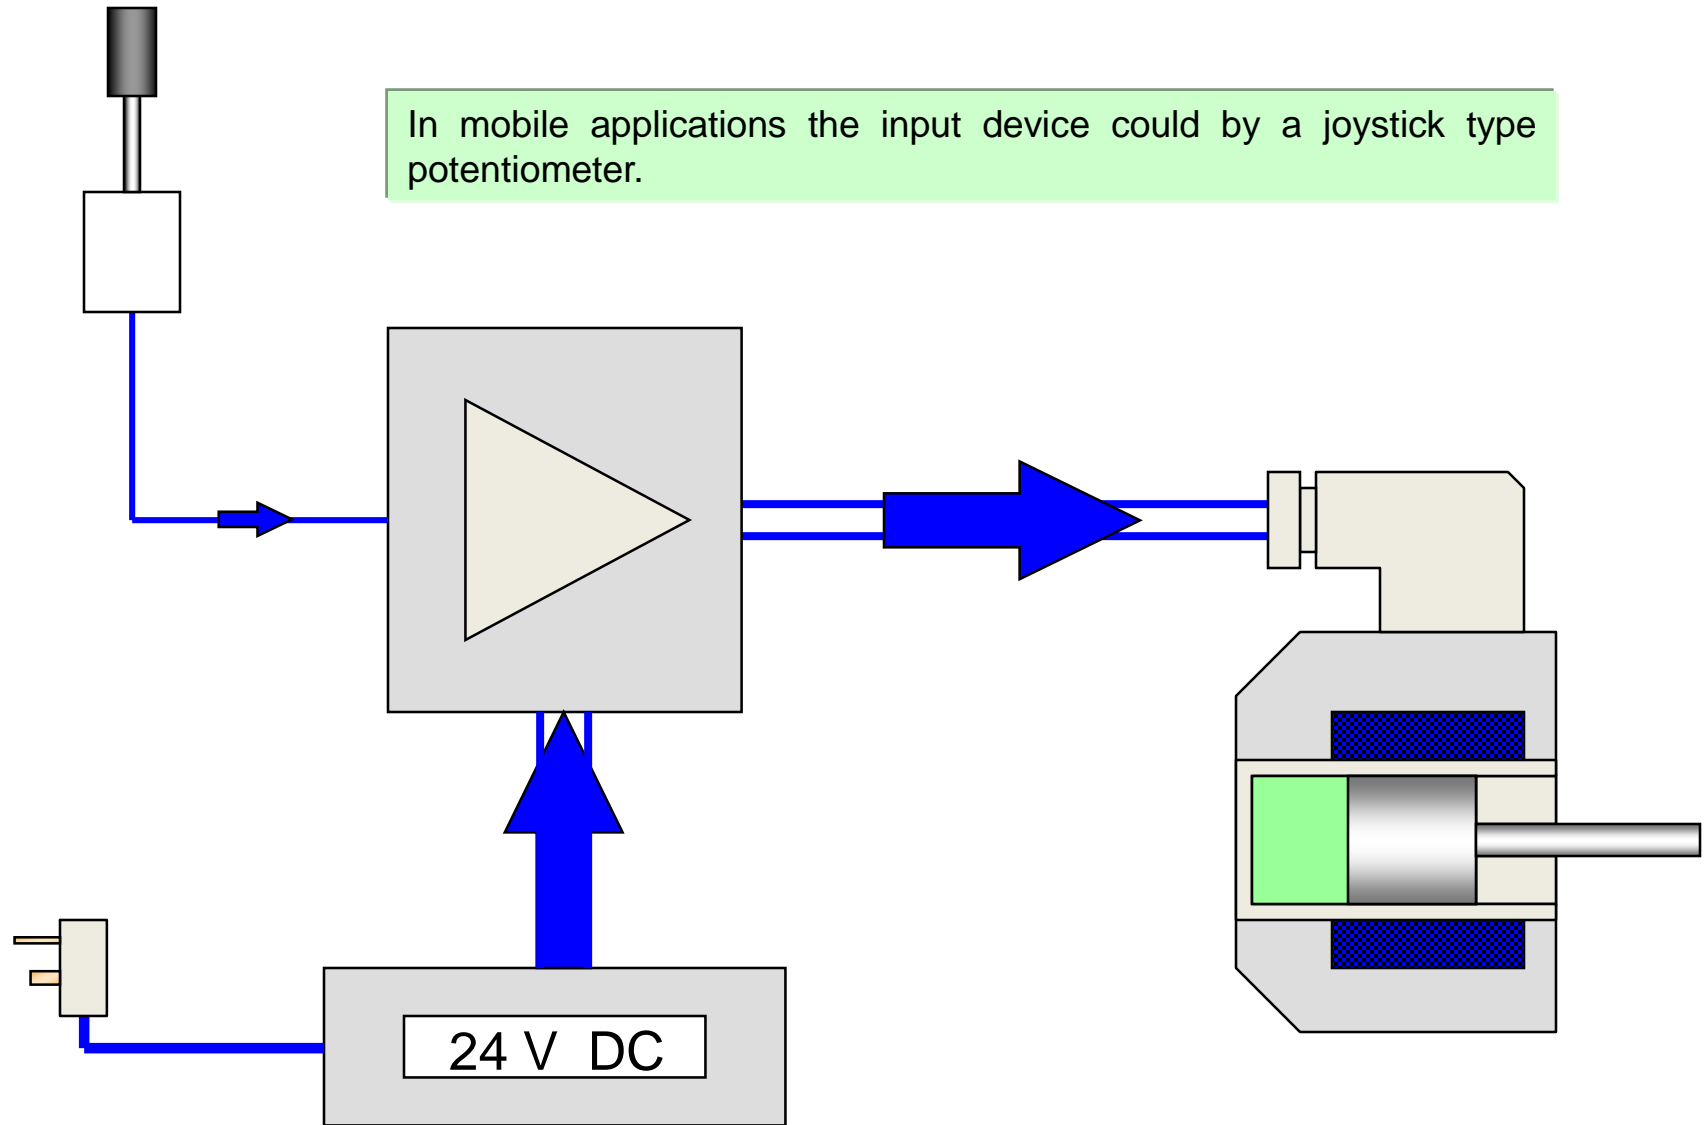 In mobile applications the input device could by a joystick type
potentiometer.
24 V DC